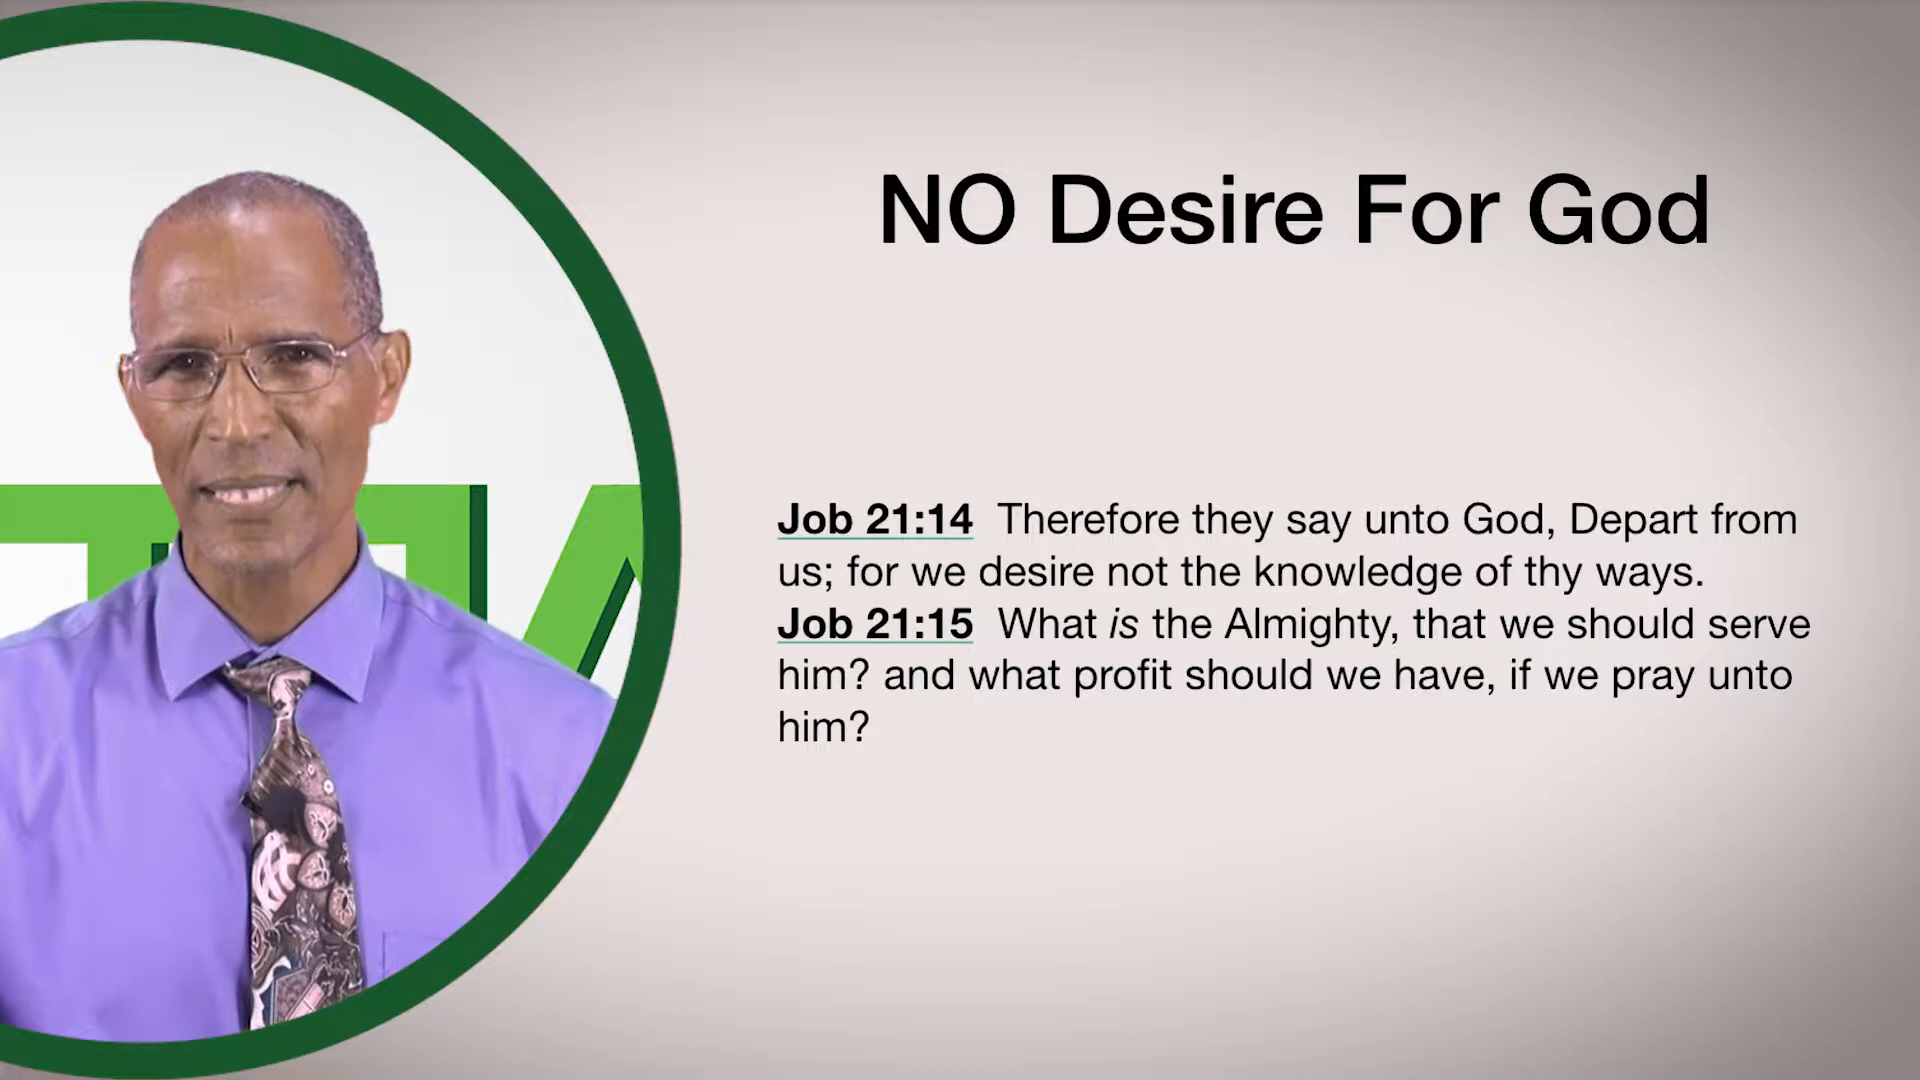 NO Desire For God
Job 21:14 Therefore they say unto God, Depart from
us; for we desire not the knowledge of thy ways.
Job 21:15 What is the Almighty, that we should serve
him? and what profit should we have, if we pray unto
him?